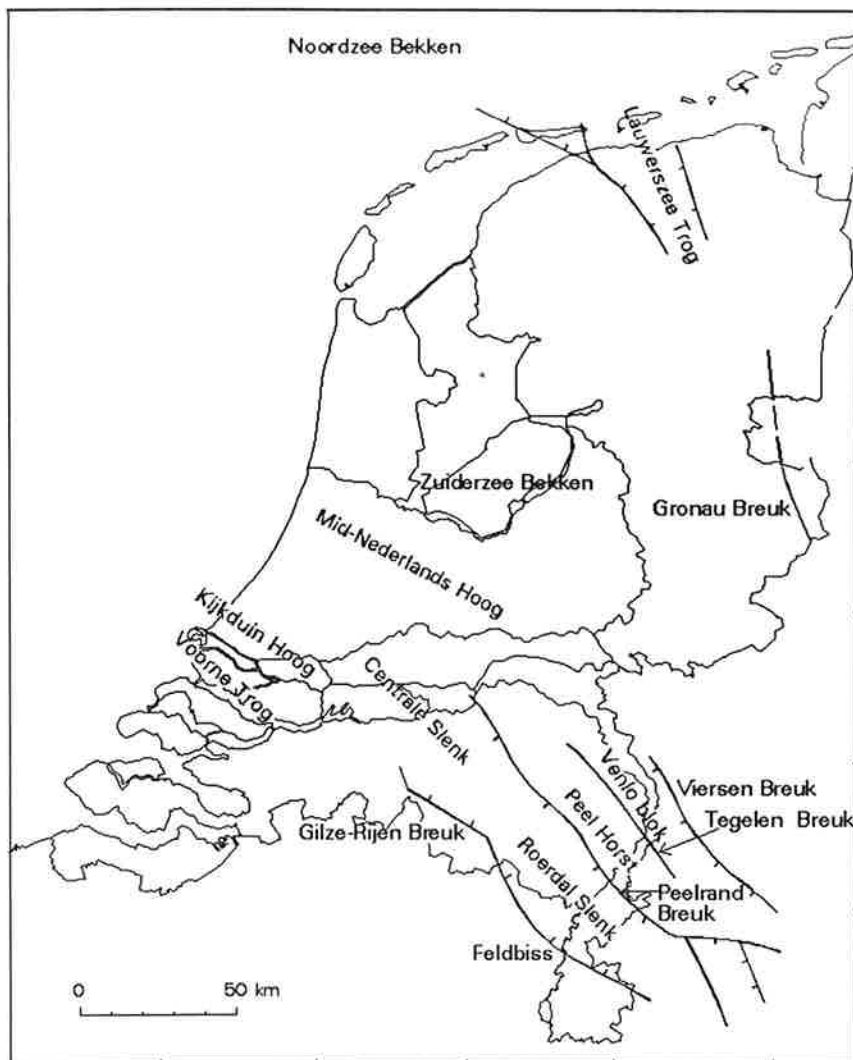 Noordzee Bekken
Lauwerszee Trog
Zuiderzee Bekken
Gronau Breuk
Mid-Nederlands Hoog
Kijkduin Hoog
Voorne Trog
Centrale Slenk
Venlo blok
Viersen Breuk
Tegelen Breuk
Peel Horst
Gilze-Rijen Breuk
Roerdal Slenk
Peelrand
Breuk
Feldbiss
0 50 km